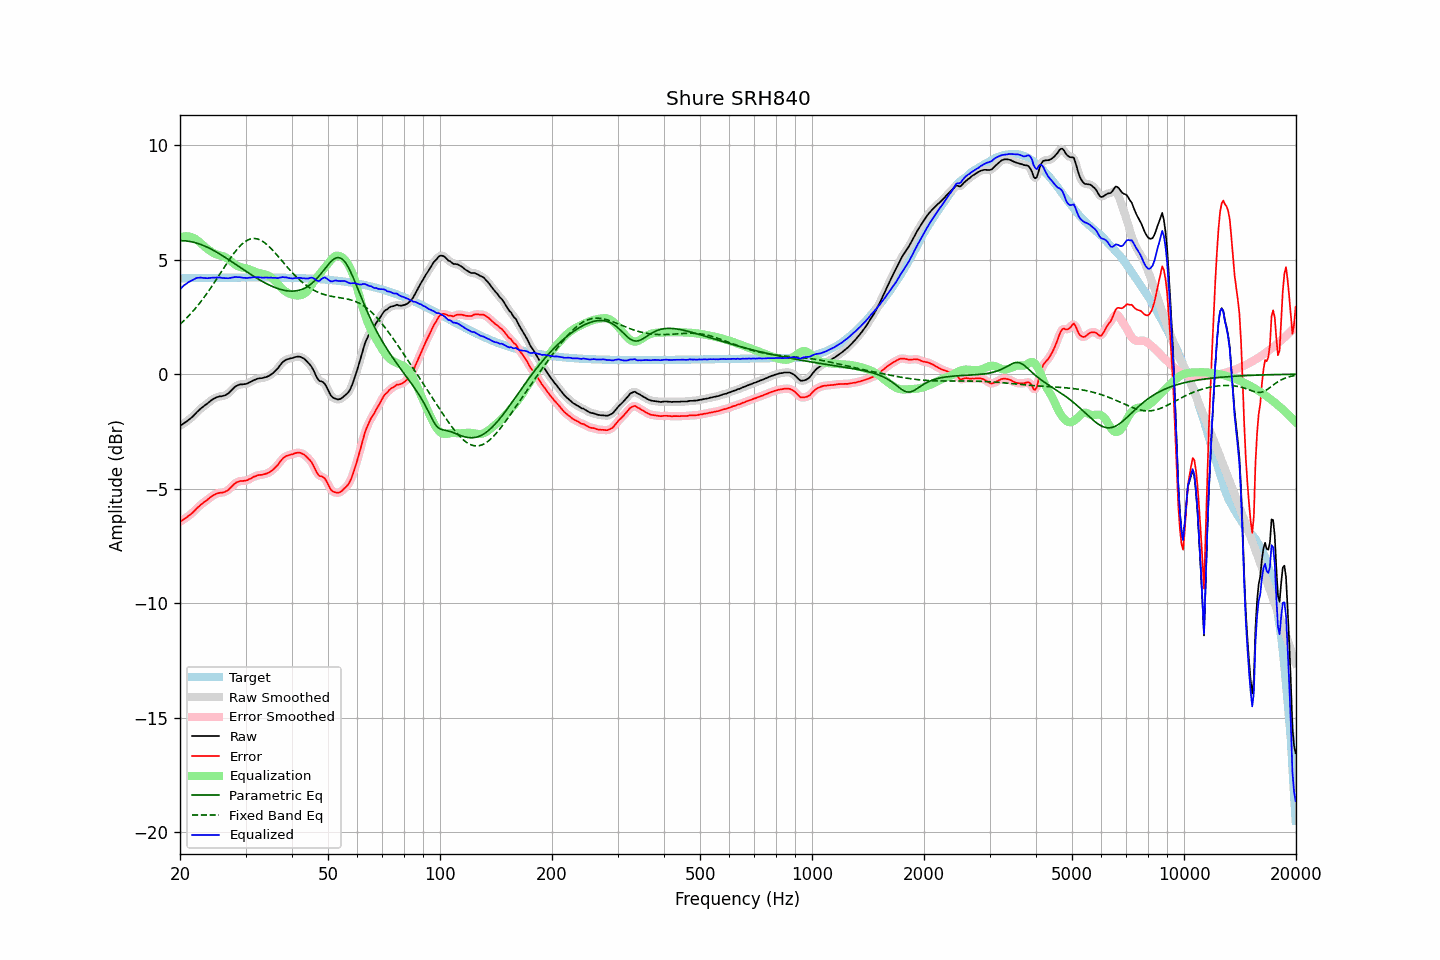 Shure SRH840
10
5
0
−5
−10
−15
−20
Amplitude (dBr)
Target
Raw Smoothed
Error Smoothed
Raw
Error
Equalization
Parametric Eq
Fixed Band Eq
Equalized
20 50 100 200 500 1000 2000 5000 10000 20000
Frequency (Hz)